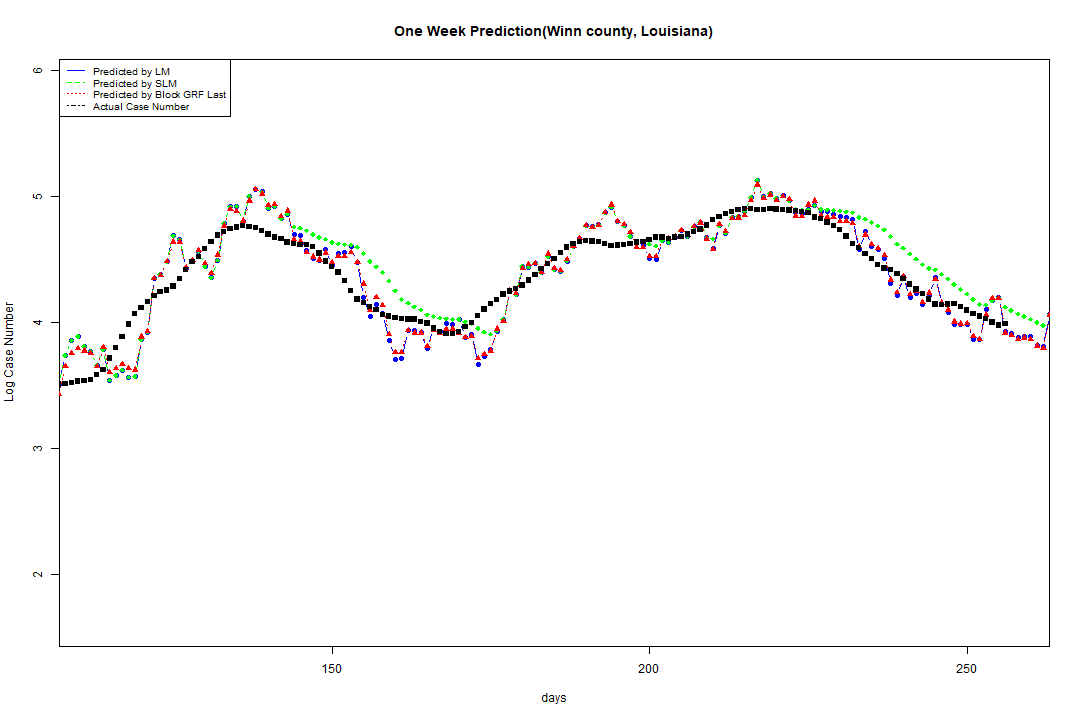 One Week Prediction(Winn county, Louisiana)
Predicted by LM
Predicted by SLM
Predicted by Block GRF Last
Actual Case Number
6
5
4
3
2
Log Case Number
150
200
250
days